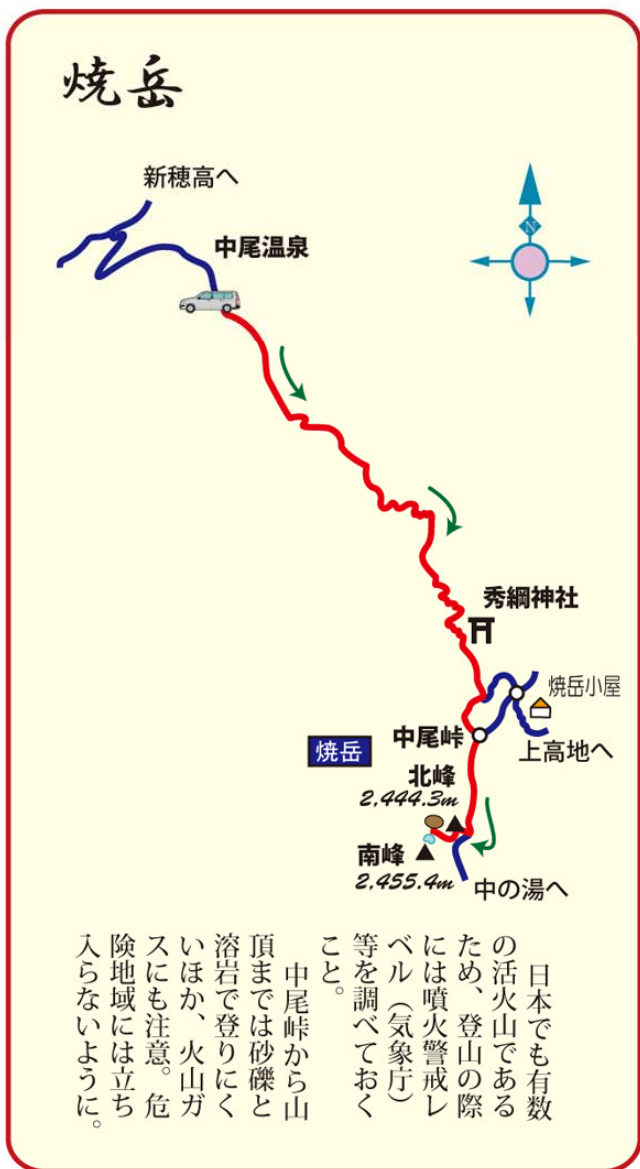 焼岳
新穂高へ
中尾温泉
N
秀綱神社
焼岳小屋
中尾峠
上高地へ
焼岳
北峰
2,444.3m
南峰
2,455.4m
中の湯へ
日本でも有数
の活火山である
ため、登山の際
には噴火警戒レ
ベル（気象庁）
等を調べておく
こと。
中尾峠から山
頂までは砂礫と
溶岩で登りにく
いほか、火山ガ
スにも注意。危
険地域には立ち
入らないように。